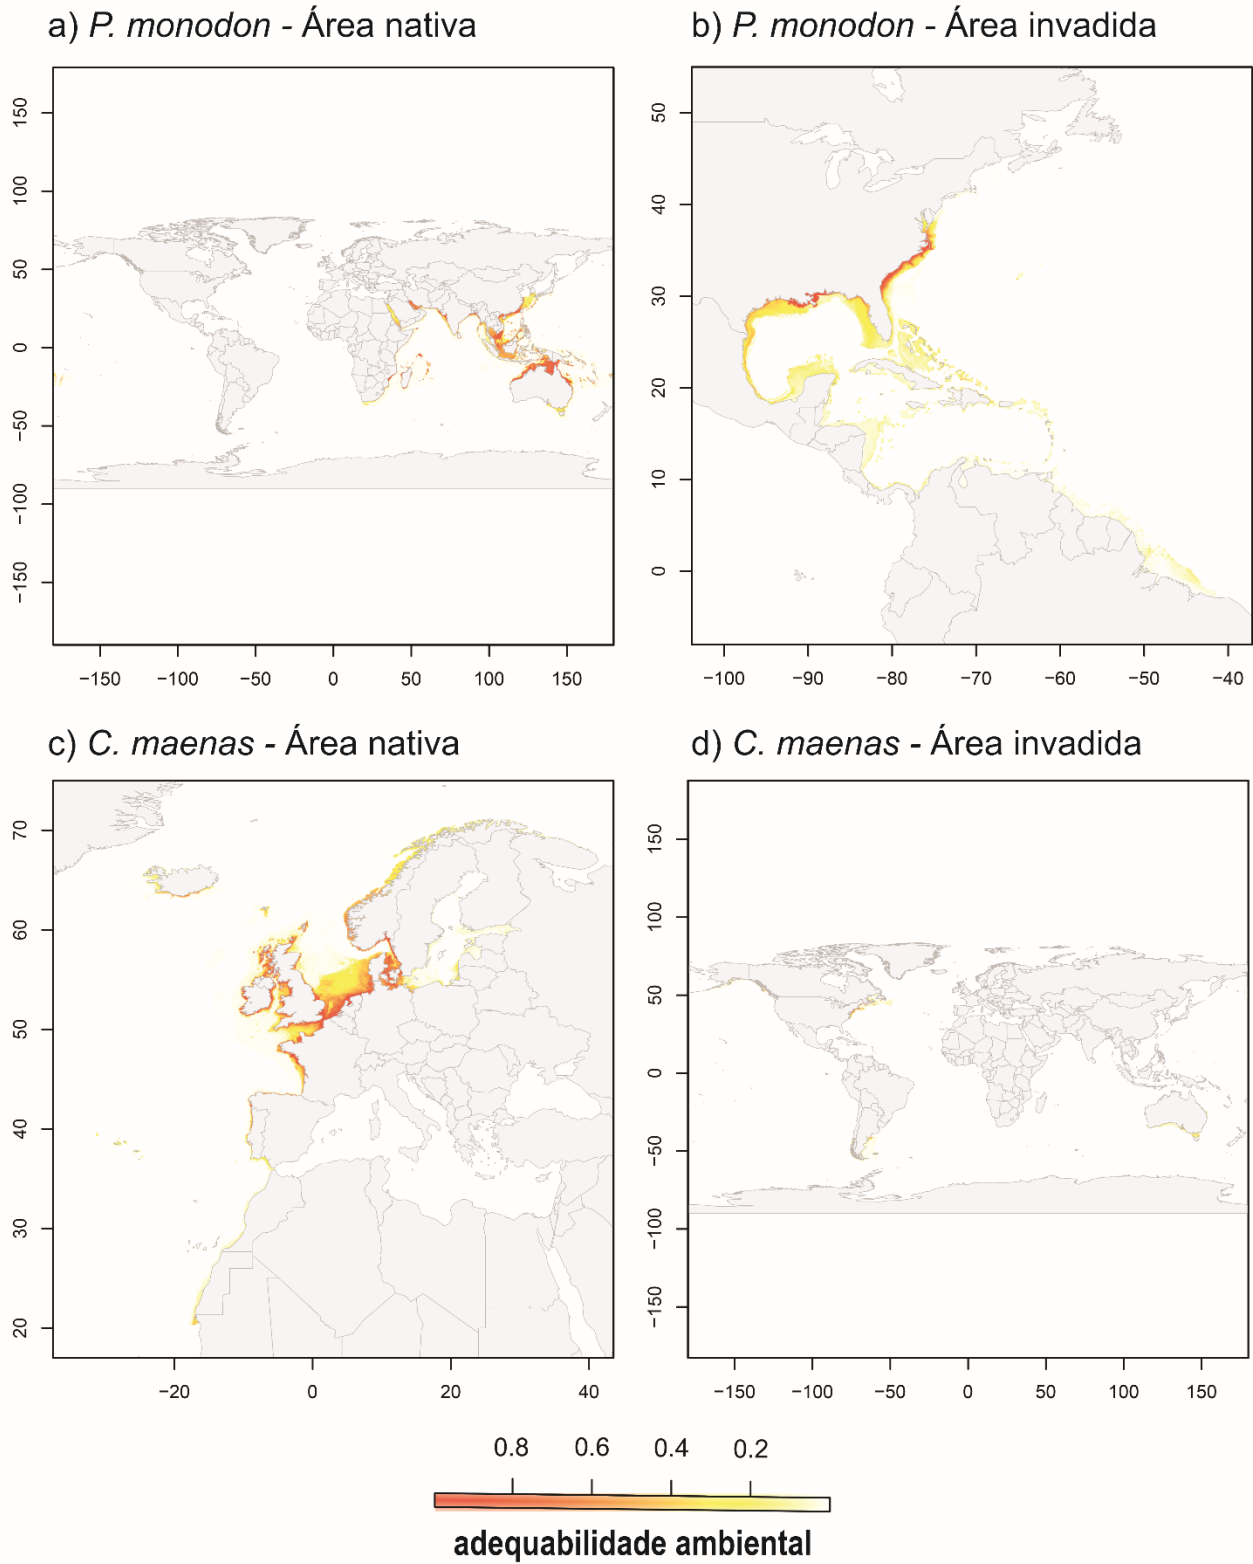 a) P. monodon - Área nativa
b) P. monodon - Área invadida
150
100
50
0
−50
−100
−150
−150 −100 −50 0 50 100 150
50
40
30
20
10
0
−100 −90 −80 −70 −60 −50 −40
c) C. maenas - Área nativa
d) C. maenas - Área invadida
70
60
50
40
30
20
−20 0 20 40
150
100
50
0
−50
−100
−150
−150 −100 −50 0 50 100 150
0.8 0.6 0.4 0.2
adequabilidade ambiental